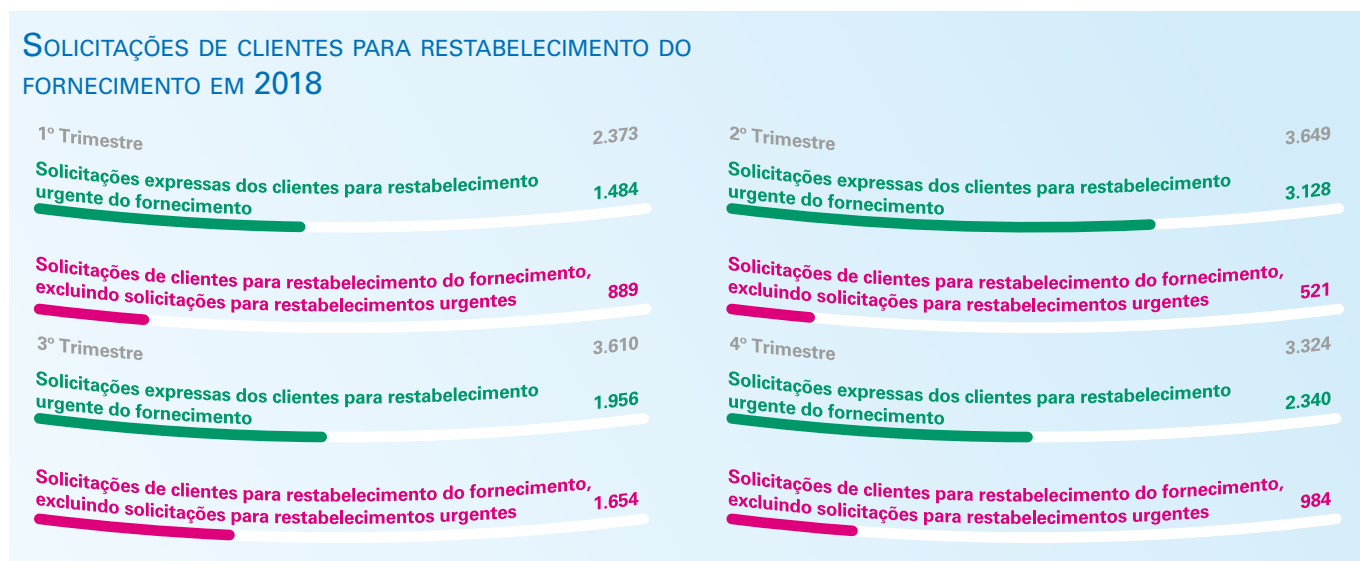 SOLICITAÇÕES DE CLIENTES PARA RESTABELECIMENTO DO
FORNECIMENTO EM 2018
1º Trimestre 2.373
Solicitações expressas dos clientes para restabelecimento
urgente do fornecimento 1.484
Solicitações de clientes para restabelecimento do fornecimento,
excluindo solicitações para restabelecimentos urgentes 889
2º Trimestre 3.649
Solicitações expressas dos clientes para restabelecimento
urgente do fornecimento 3.128
Solicitações de clientes para restabelecimento do fornecimento,
excluindo solicitações para restabelecimentos urgentes 521
3º Trimestre 3.610
Solicitações expressas dos clientes para restabelecimento
urgente do fornecimento 1.956
Solicitações de clientes para restabelecimento do fornecimento,
excluindo solicitações para restabelecimentos urgentes 1.654
4º Trimestre 3.324
Solicitações expressas dos clientes para restabelecimento
urgente do fornecimento 2.340
Solicitações de clientes para restabelecimento do fornecimento,
excluindo solicitações para restabelecimentos urgentes 984